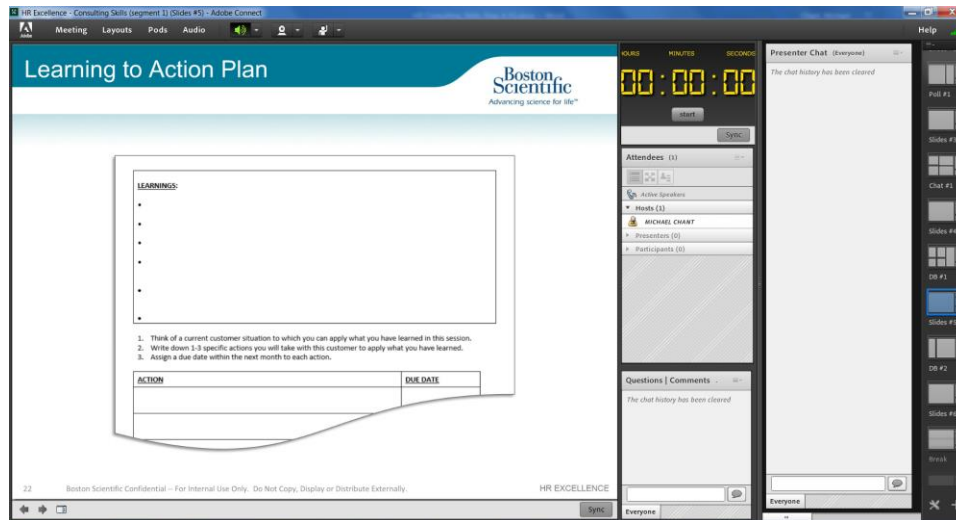 HR Excellence - Consulting Skills (segment 1) (Slides #5) - Adobe Connect
Adobe
Meeting Layouts Pods Audio
Help
Learning to Action Plan
Boston
Scientific
Advancing science for life™
LEARNINGS:
•
•
•
•
•
•
1. Think of a current customer situation to which you can apply what you have learned in this session.
2. Write down 1-3 specific actions you will take with this customer to apply what you have learned.
3. Assign a due date within the next month to each action.
ACTION DUE DATE
22 Boston Scientific Confidential -- For Internal Use Only. Do Not Copy, Display or Distribute Externally. HR EXCELLENCE
Sync
HOURS MINUTES SECONDS
00:00:00
start
Sync
Attendees (1)
Active Speakers
Hosts (1)
MICHAEL CHANT
Presenters (0)
Participants (0)
Questions | Comments
The chat history has been cleared
Everyone
Presenter Chat (Everyone)
The chat history has been cleared
Everyone
Poll #1
Slides #
Chat #1
Slides #
DB #1
Slides #
DB #2
Slides #
Break